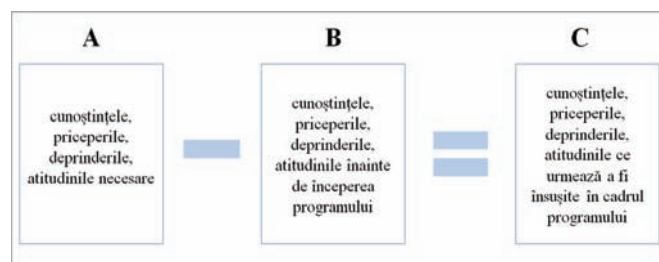 A
cunoștințele,
priceperile,
deprinderile,
atitudinile necesare
B
cunoștințele,
priceperile,
deprinderile,
atitudinile înainte
de începerea
programului
C
cunoștințele,
priceperile,
deprinderile,
atitudinile ce
urmează a fi
însușite în cadrul
programului